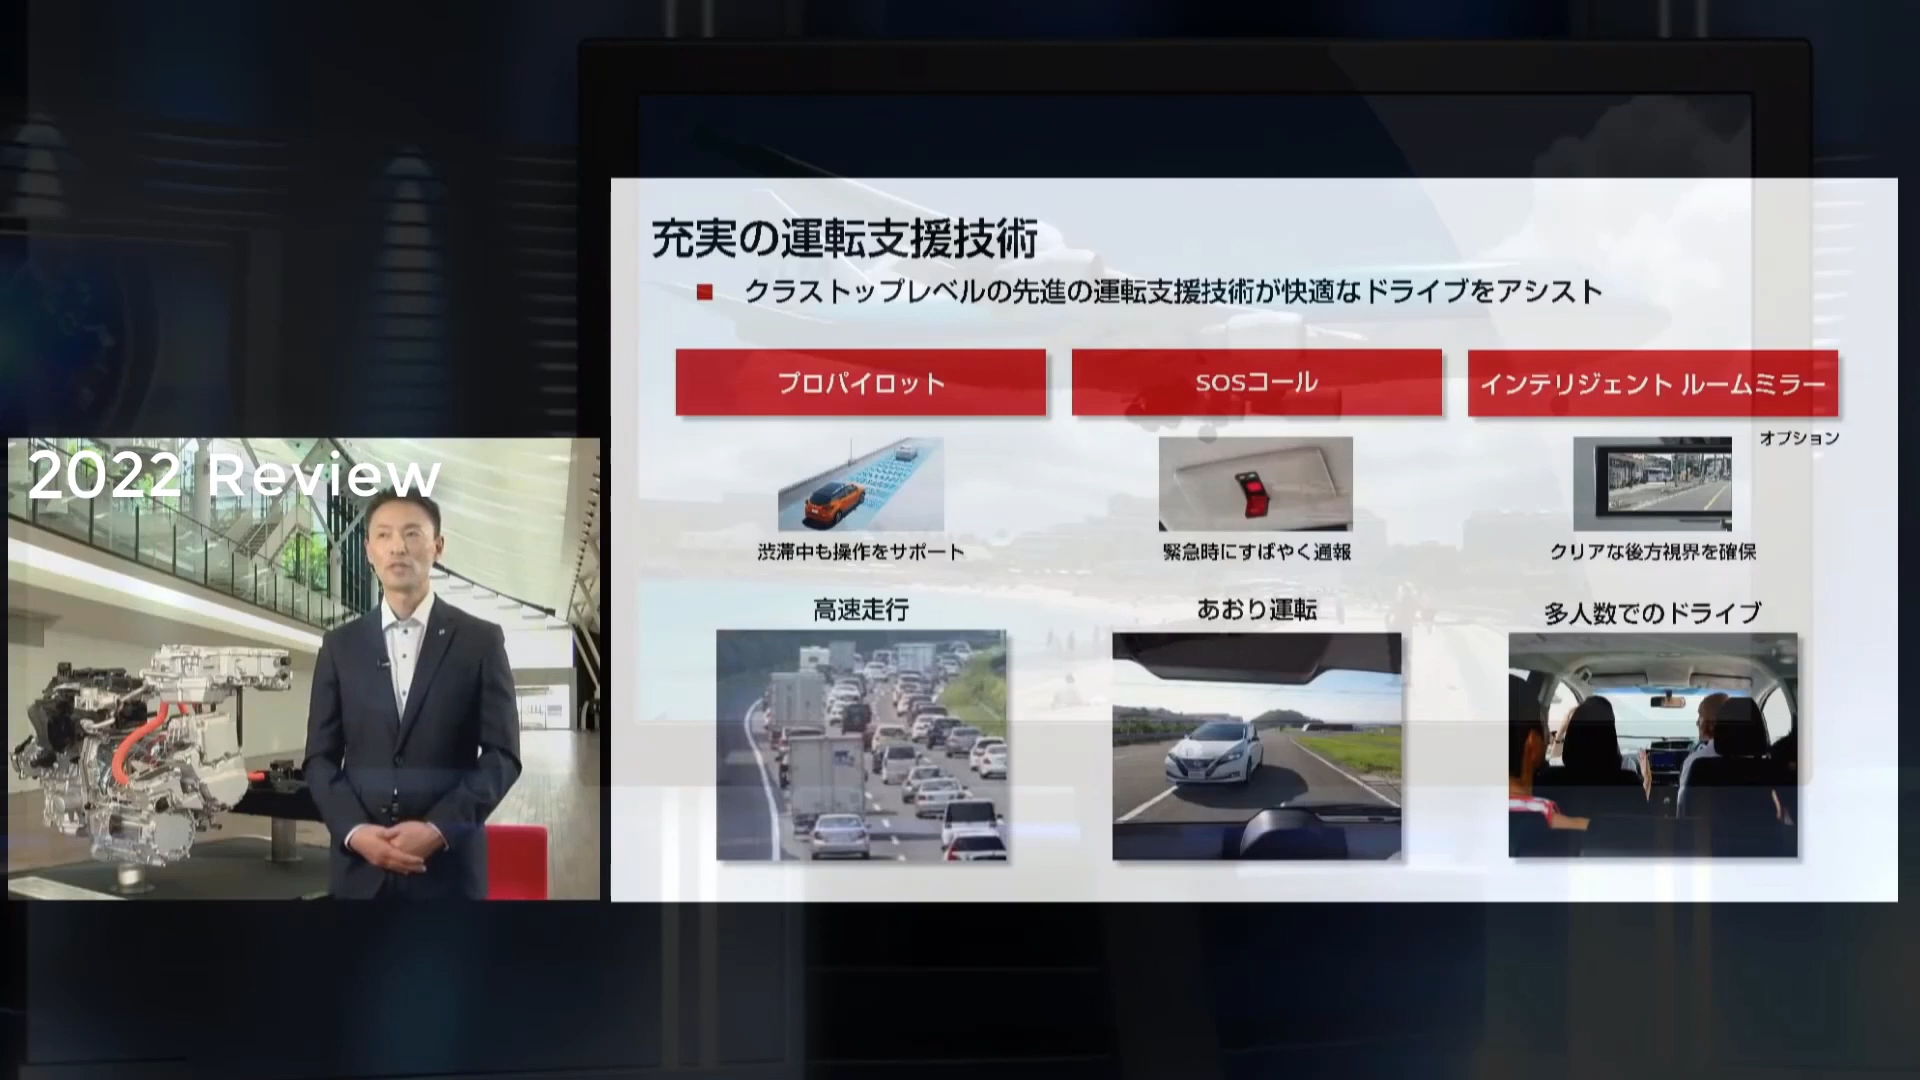 2022 Review
充実の運転支援技術
クラストップレベルの先進の運転支援技術が快適なドライブをアシスト
プロパイロット
SOSコール
インテリジェント ルームミラー
オプション
渋滞中も操作をサポート
緊急時にすばやく通報
クリアな後方視界を確保
高速走行
あおり運転
多人数でのドライブ